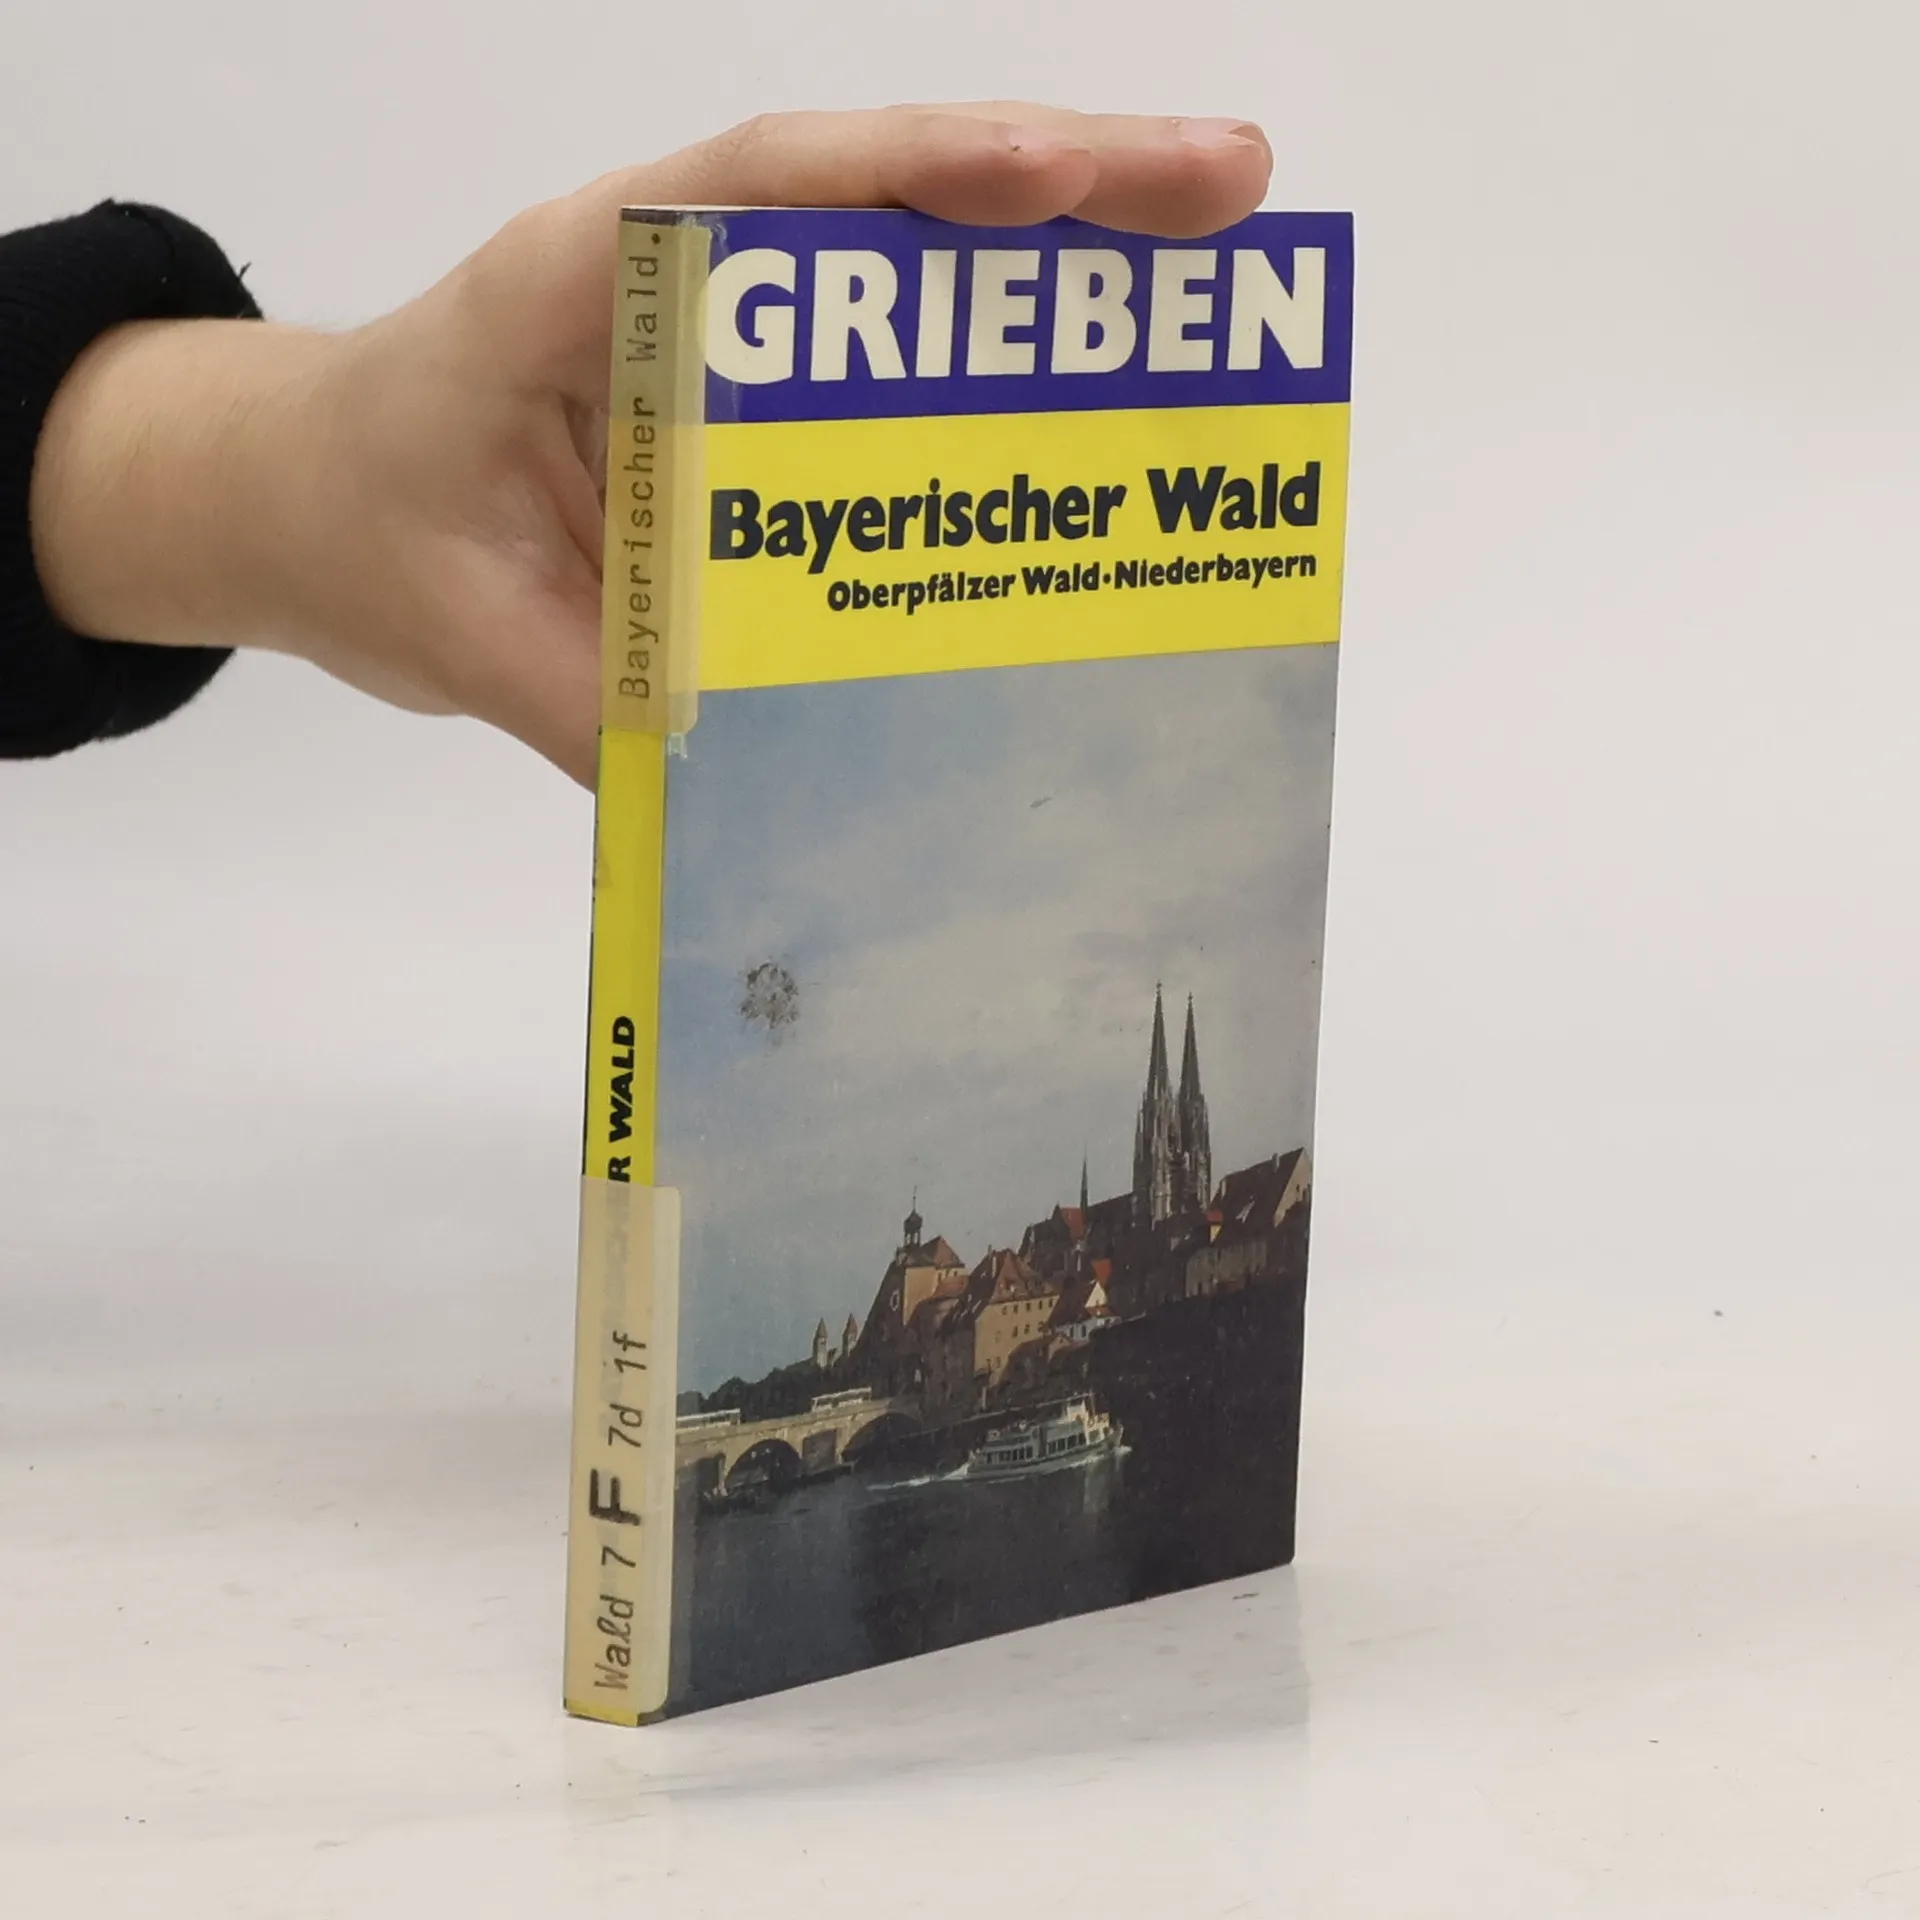 GRIEBEN
Bayerischer Wald
Oberpfälzer Wald·Niederbayern
Bayerischer Wald.
R WALD
Wald 7 F 7d 1f